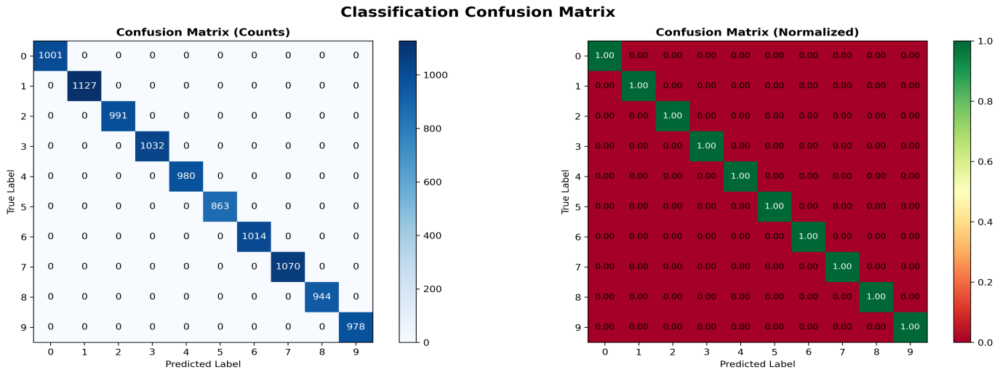 Classification Confusion Matrix
Confusion Matrix (Counts)
0 1001 0 0 0 0 0 0 0 0 0
1 0 1127 0 0 0 0 0 0 0 0
2 0 0 991 0 0 0 0 0 0 0
3 0 0 0 1032 0 0 0 0 0 0
4 0 0 0 0 980 0 0 0 0 0
5 0 0 0 0 0 863 0 0 0 0
6 0 0 0 0 0 0 1014 0 0 0
7 0 0 0 0 0 0 0 1070 0 0
8 0 0 0 0 0 0 0 0 944 0
9 0 0 0 0 0 0 0 0 0 978
0 1 2 3 4 5 6 7 8 9
Predicted Label
True Label
1000
800
600
400
200
0
Confusion Matrix (Normalized)
0 1.00 0.00 0.00 0.00 0.00 0.00 0.00 0.00 0.00 0.00
1 0.00 1.00 0.00 0.00 0.00 0.00 0.00 0.00 0.00 0.00
2 0.00 0.00 1.00 0.00 0.00 0.00 0.00 0.00 0.00 0.00
3 0.00 0.00 0.00 1.00 0.00 0.00 0.00 0.00 0.00 0.00
4 0.00 0.00 0.00 0.00 1.00 0.00 0.00 0.00 0.00 0.00
5 0.00 0.00 0.00 0.00 0.00 1.00 0.00 0.00 0.00 0.00
6 0.00 0.00 0.00 0.00 0.00 0.00 1.00 0.00 0.00 0.00
7 0.00 0.00 0.00 0.00 0.00 0.00 0.00 1.00 0.00 0.00
8 0.00 0.00 0.00 0.00 0.00 0.00 0.00 0.00 1.00 0.00
9 0.00 0.00 0.00 0.00 0.00 0.00 0.00 0.00 0.00 1.00
0 1 2 3 4 5 6 7 8 9
Predicted Label
True Label
1.0
0.8
0.6
0.4
0.2
0.0